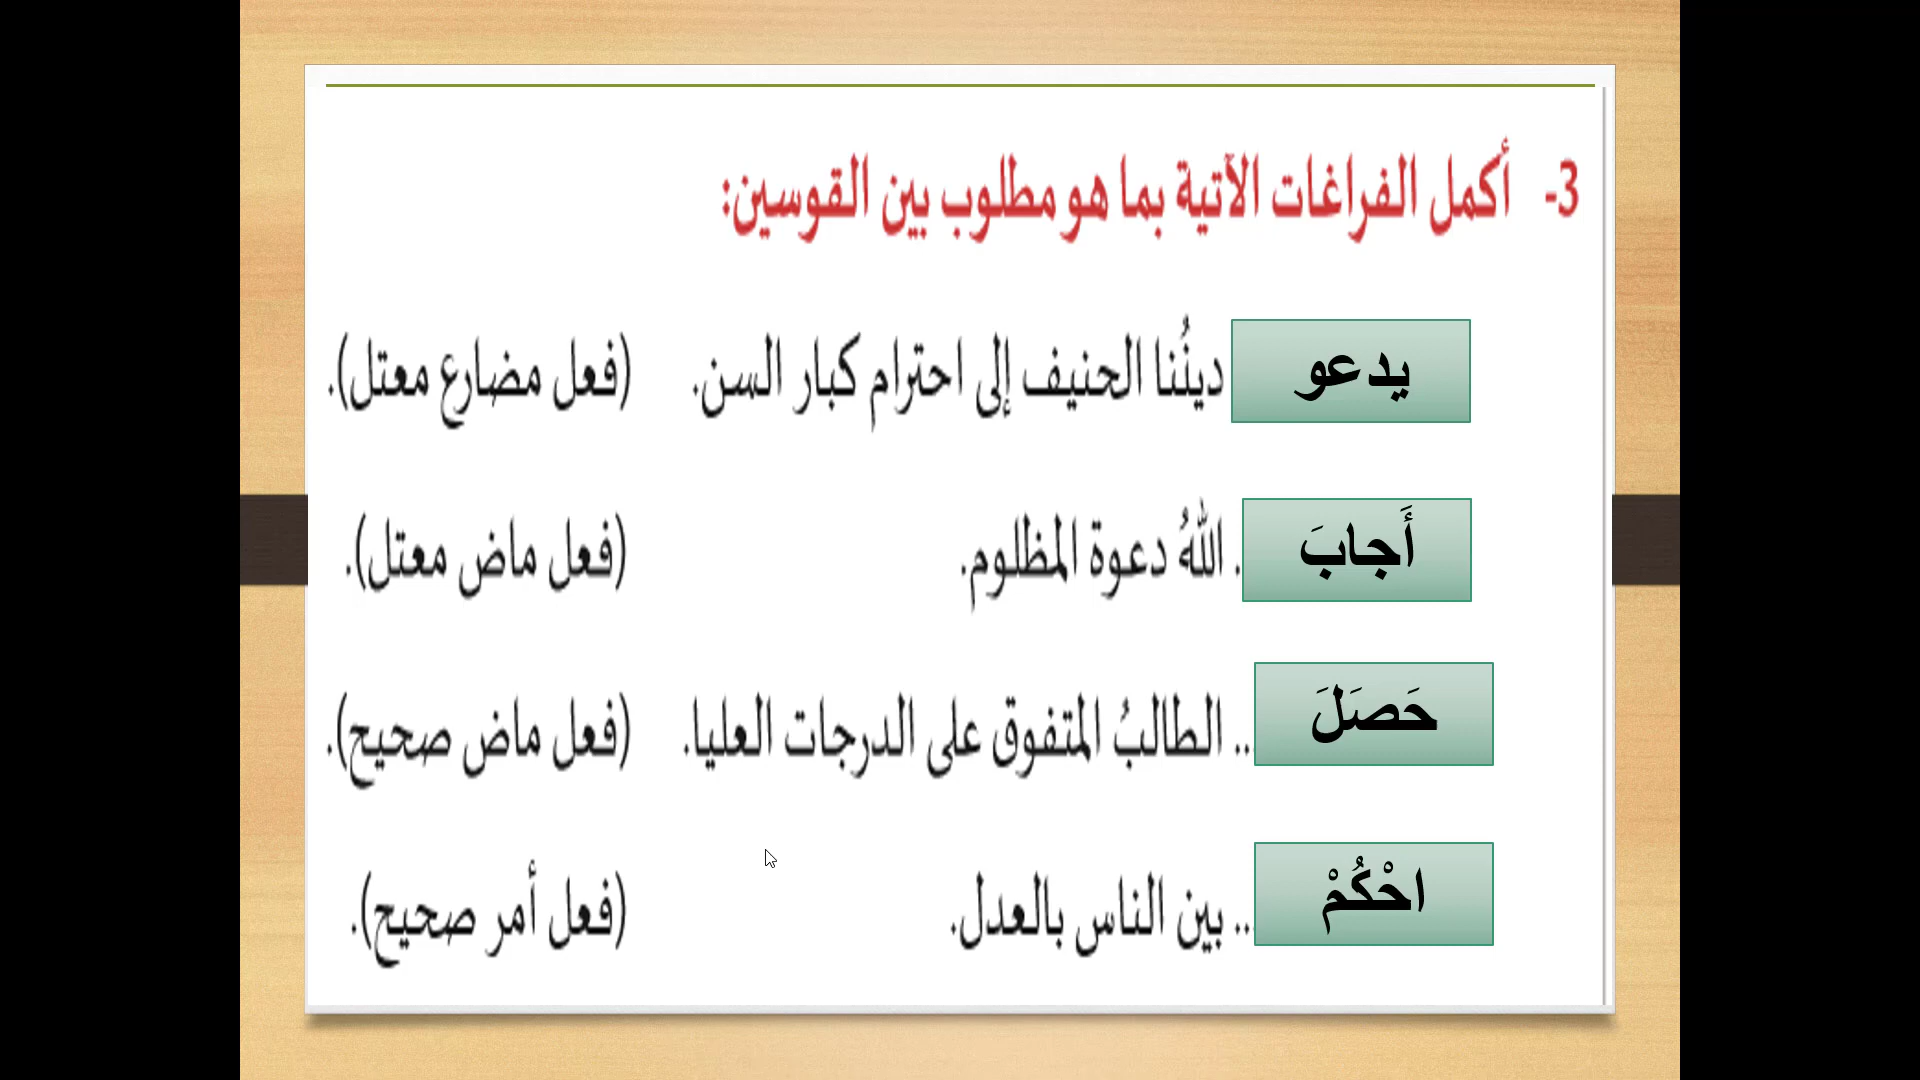 3- أكمل الفراغات الآتية بما هو مطلوب بين القوسين:
يدعو دينُنا الحنيف إلى احترام كبار السن. (فعل مضارع معتل).
أَجابَ . اللهُ دعوة المظلوم. (فعل ماض معتل).
حَصَلَ .. الطالبُ المتفوق على الدرجات العليا. (فعل ماض صحيح).
احْكُمْ .. بين الناس بالعدل. (فعل أمر صحيح).